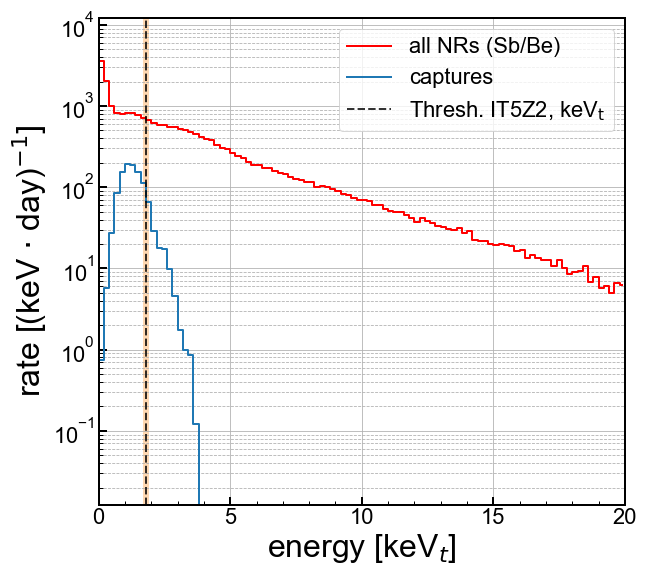 all NRs (Sb/Be)
captures
Thresh. IT5Z2, keVₜ
rate [(keV · day)⁻¹]
10⁴
10³
10²
10¹
10⁰
10⁻¹
0 5 10 15 20
energy [keVₜ]